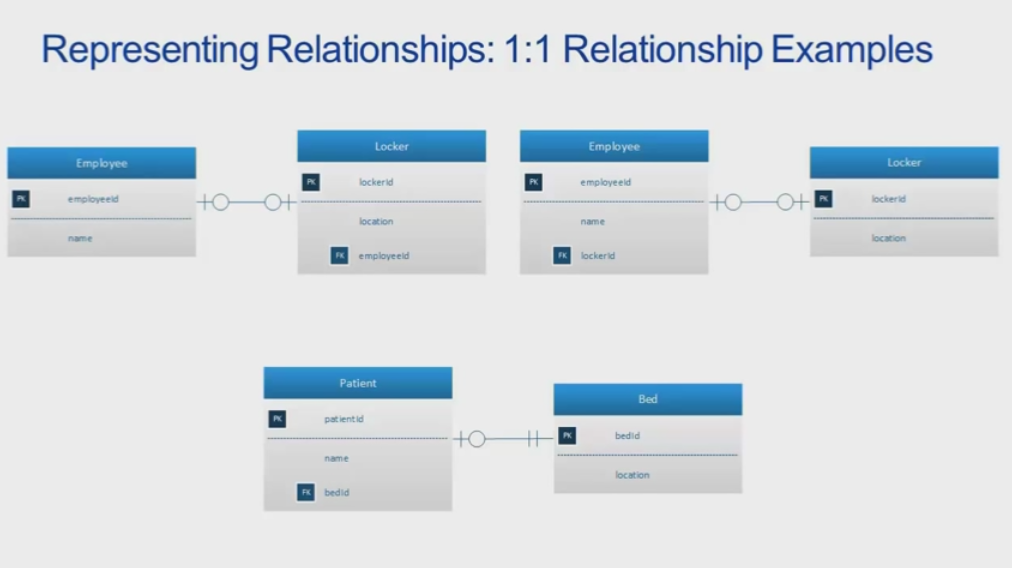 Representing Relationships: 1:1 Relationship Examples
Employee
PK employeeId
name
Locker
PK lockerId
location
FK employeeId
Employee
PK employeeId
name
FK lockerId
Locker
PK lockerId
location
Patient
PK patientId
name
FK bedId
Bed
PK bedId
location